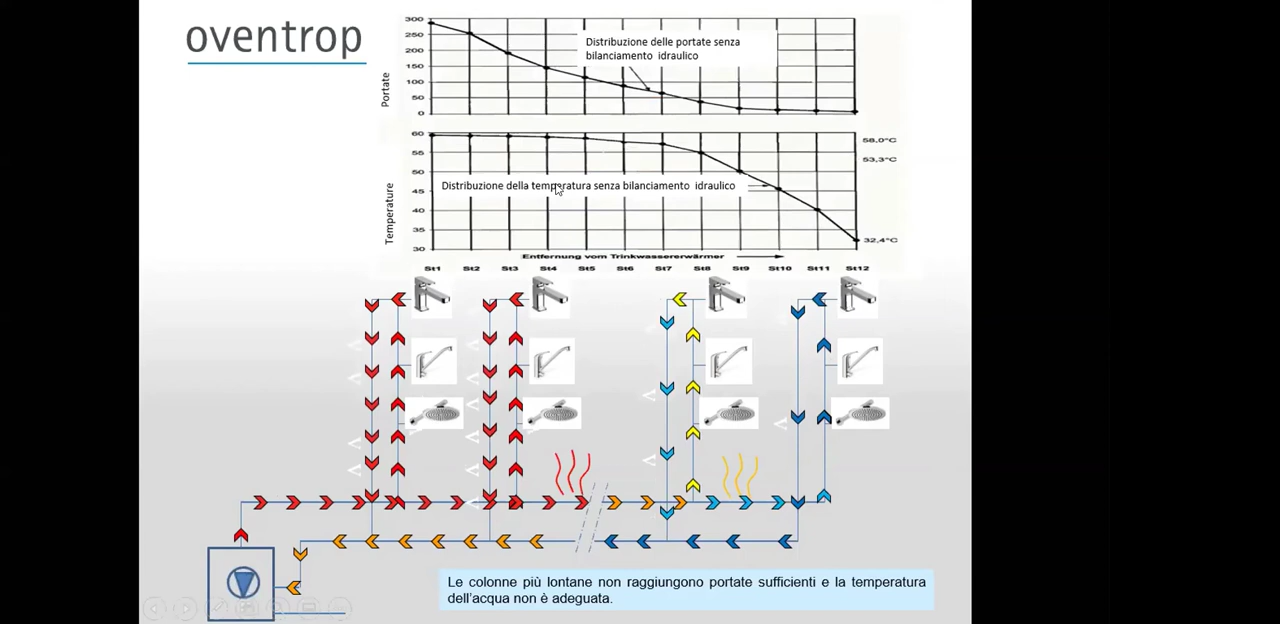 oventrop
300
250
200
150
100
50
0
Portate
Distribuzione delle portate senza
bilanciamento idraulico
60
55
50
45
40
35
30
Temperature
58,0°C
53,3°C
32,4°C
Distribuzione della temperatura senza bilanciamento idraulico
Entfernung vom Trinkwassererwärmer
St1 St2 St3 St4 St5 St6 St7 St8 St9 St10 St11 St12
Le colonne più lontane non raggiungono portate sufficienti e la temperatura
dell'acqua non è adeguata.